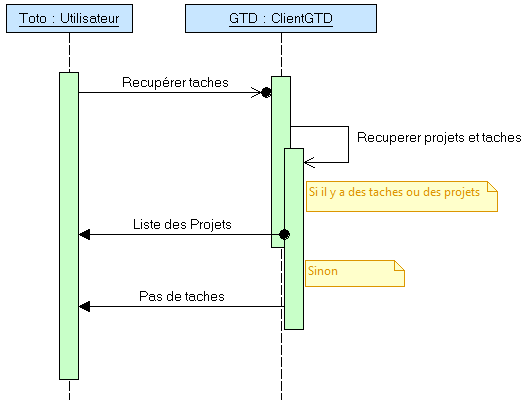 Toto : Utilisateur
GTD : ClientGTD
Recupérer taches
Recuperer projets et taches
Si il y a des taches ou des projets
Liste des Projets
Sinon
Pas de taches